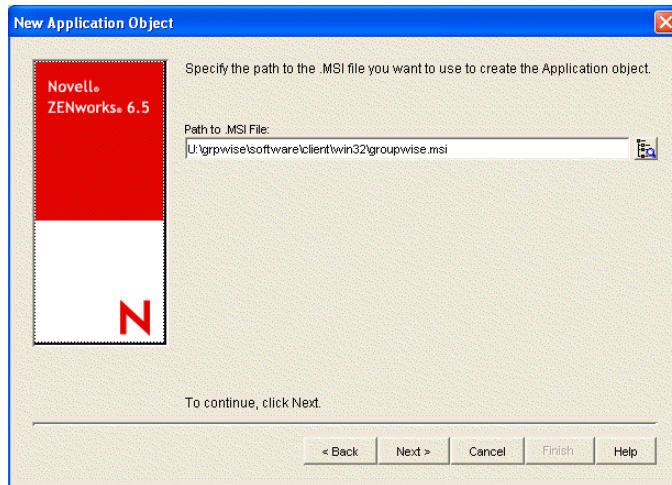 New Application Object
Novell®
ZENworks® 6.5
N
Specify the path to the .MSI file you want to use to create the Application object.
Path to .MSI File:
U:\grpwise\software\client\win32\groupwise.msi
To continue, click Next.
< Back
Next >
Cancel
Finish
Help